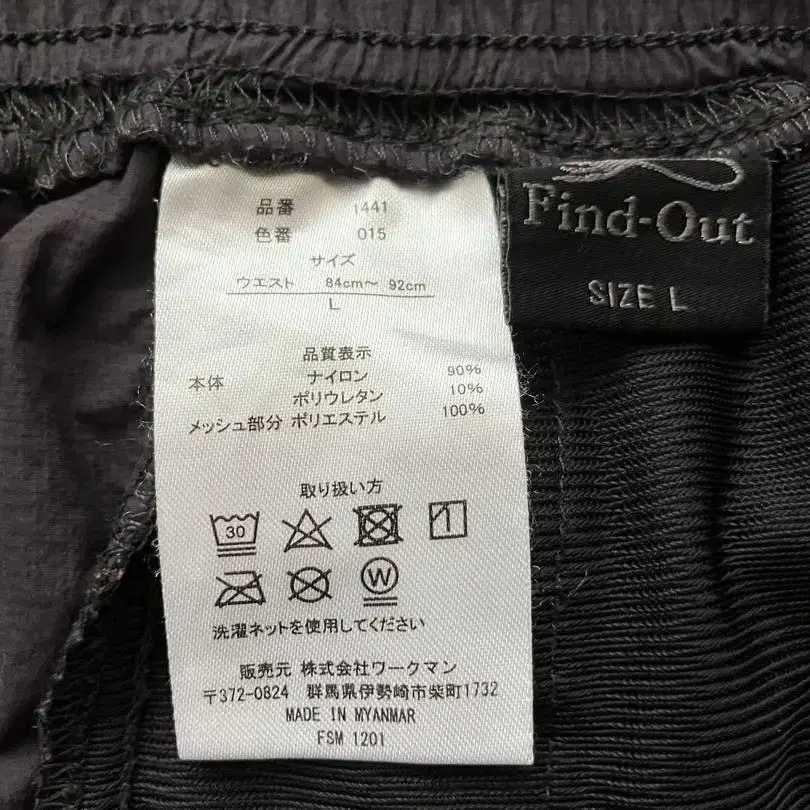 品番 1441
色番 015
サイズ
ウエスト 84cm～ 92cm
L
品質表示
本体 ナイロン 90%
ポリウレタン 10%
メッシュ部分 ポリエステル 100%
取り扱い方
30
W
洗濯ネットを使用してください
販売元 株式会社ワークマン
〒372-0824 群馬県伊勢崎市柴町1732
MADE IN MYANMAR
FSM 1201
Find-Out
SIZE L